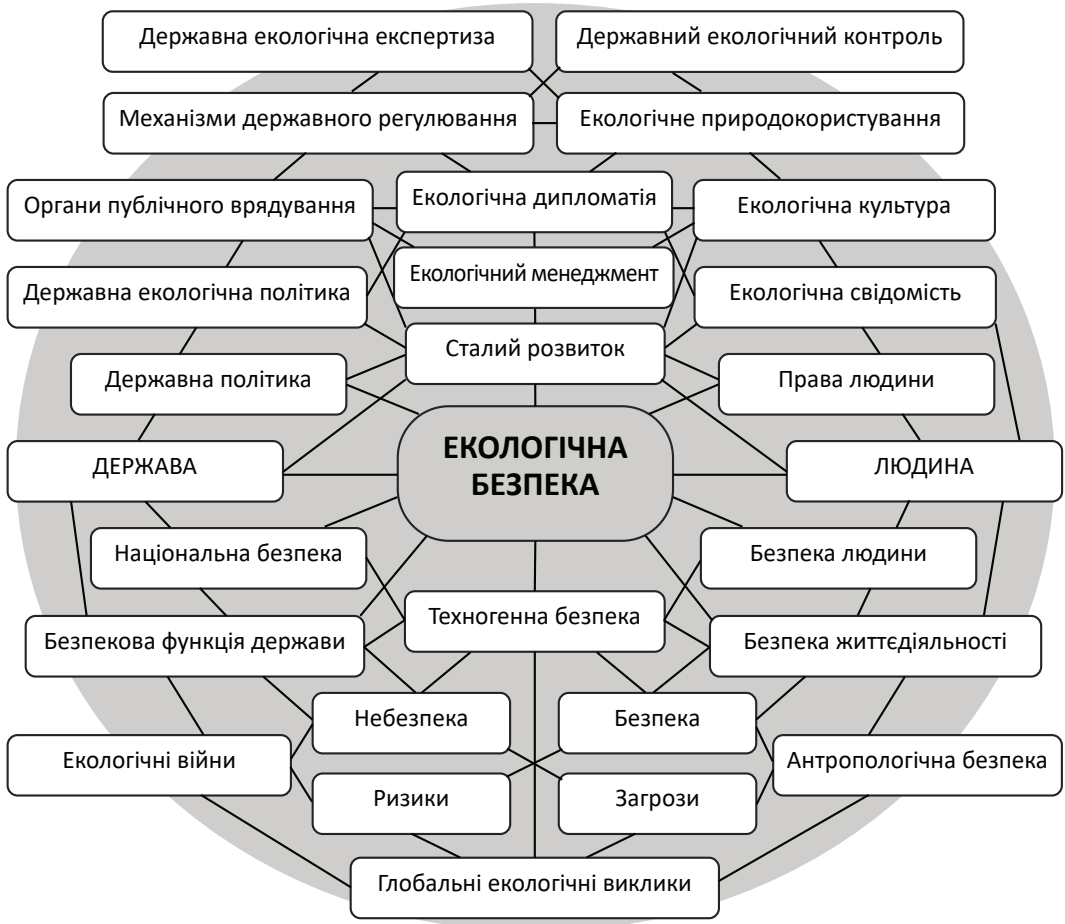 Державна екологічна експертиза
Державний екологічний контроль
Механізми державного регулювання
Екологічне природокористування
Органи публічного врядування
Екологічна дипломатія
Екологічна культура
Екологічний менеджмент
Державна екологічна політика
Екологічна свідомість
Сталий розвиток
Державна політика
Права людини
ЕКОЛОГІЧНА
БЕЗПЕКА
ДЕРЖАВА
ЛЮДИНА
Національна безпека
Безпека людини
Техногенна безпека
Безпекова функція держави
Безпека життєдіяльності
Небезпека
Безпека
Екологічні війни
Антропологічна безпека
Ризики
Загрози
Глобальні екологічні виклики